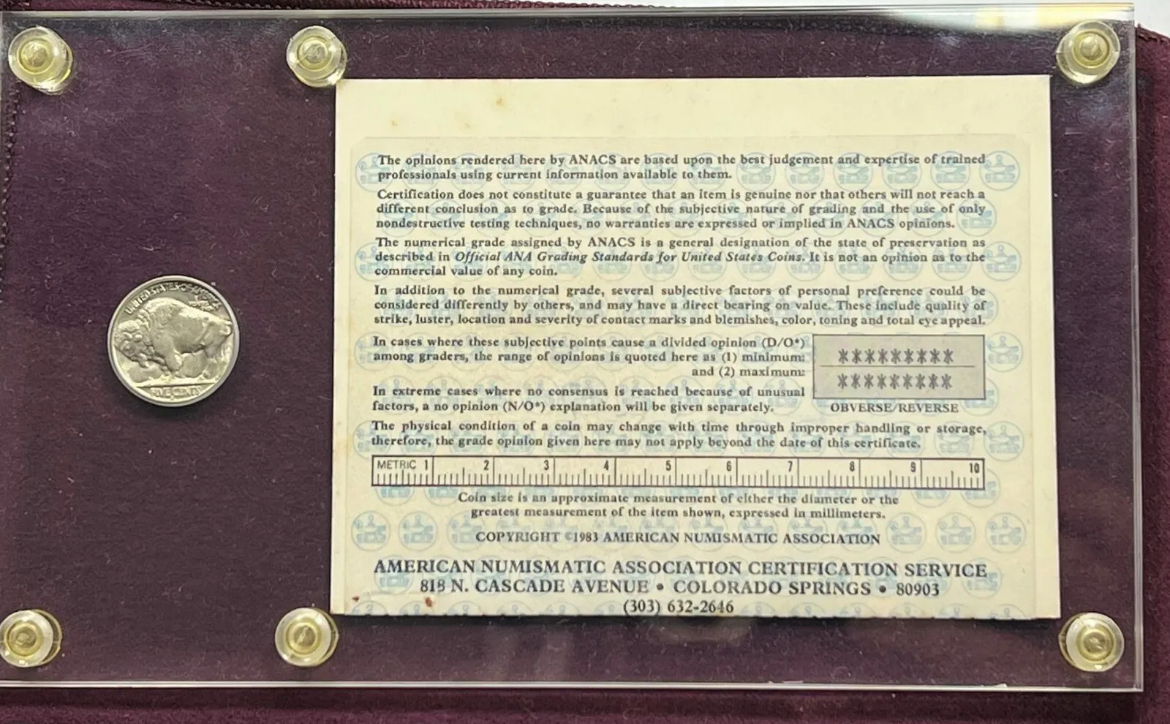 UNITED STATES OF AMERICA
FIVE CENTS
The opinions rendered here by ANACS are based upon the best judgement and expertise of trained
professionals using current information available to them.
Certification does not constitute a guarantee that an item is genuine nor that others will not reach a
different conclusion as to grade. Because of the subjective nature of grading and the use of only
nondestructive testing techniques, no warranties are expressed or implied in ANACS opinions.
The numerical grade assigned by ANACS is a general designation of the state of preservation as
described in Official ANA Grading Standards for United States Coins. It is not an opinion as to the
commercial value of any coin.
In addition to the numerical grade, several subjective factors of personal preference could be
considered differently by others, and may have a direct bearing on value. These include quality of
strike, luster, location and severity of contact marks and blemishes, color, toning and total eye appeal.
In cases where these subjective points cause a divided opinion (D/O*)
among graders, the range of opinions is quoted here as (1) minimum:
and (2) maximum:
*********
*********
OBVERSE/REVERSE
In extreme cases where no consensus is reached because of unusual
factors, a no opinion (N/O*) explanation will be given separately.
The physical condition of a coin may change with time through improper handling or storage,
therefore, the grade opinion given here may not apply beyond the date of this certificate.
METRIC 1 2 3 4 5 6 7 8 9 10
Coin size is an approximate measurement of either the diameter or the
greatest measurement of the item shown, expressed in millimeters.
COPYRIGHT ©1983 AMERICAN NUMISMATIC ASSOCIATION
AMERICAN NUMISMATIC ASSOCIATION CERTIFICATION SERVICE
818 N. CASCADE AVENUE • COLORADO SPRINGS • 80903
(303) 632-2646